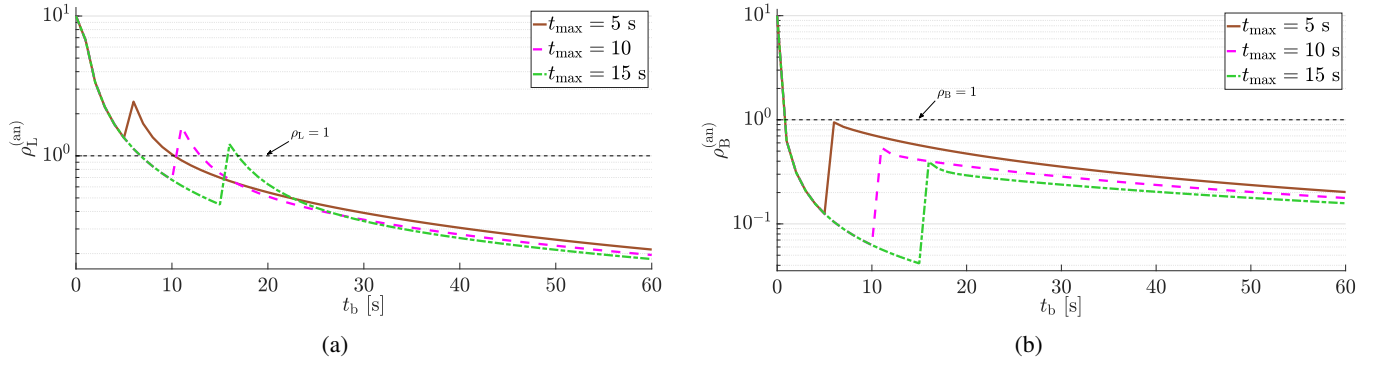 10^1
10^0
ρ_L^(an)
t_max = 5 s
t_max = 10
t_max = 15 s
ρ_L = 1
0 10 20 30 40 50 60
t_b [s]
(a)
10^1
10^0
10^-1
ρ_B^(an)
t_max = 5 s
t_max = 10 s
t_max = 15 s
ρ_B = 1
0 10 20 30 40 50 60
t_b [s]
(b)